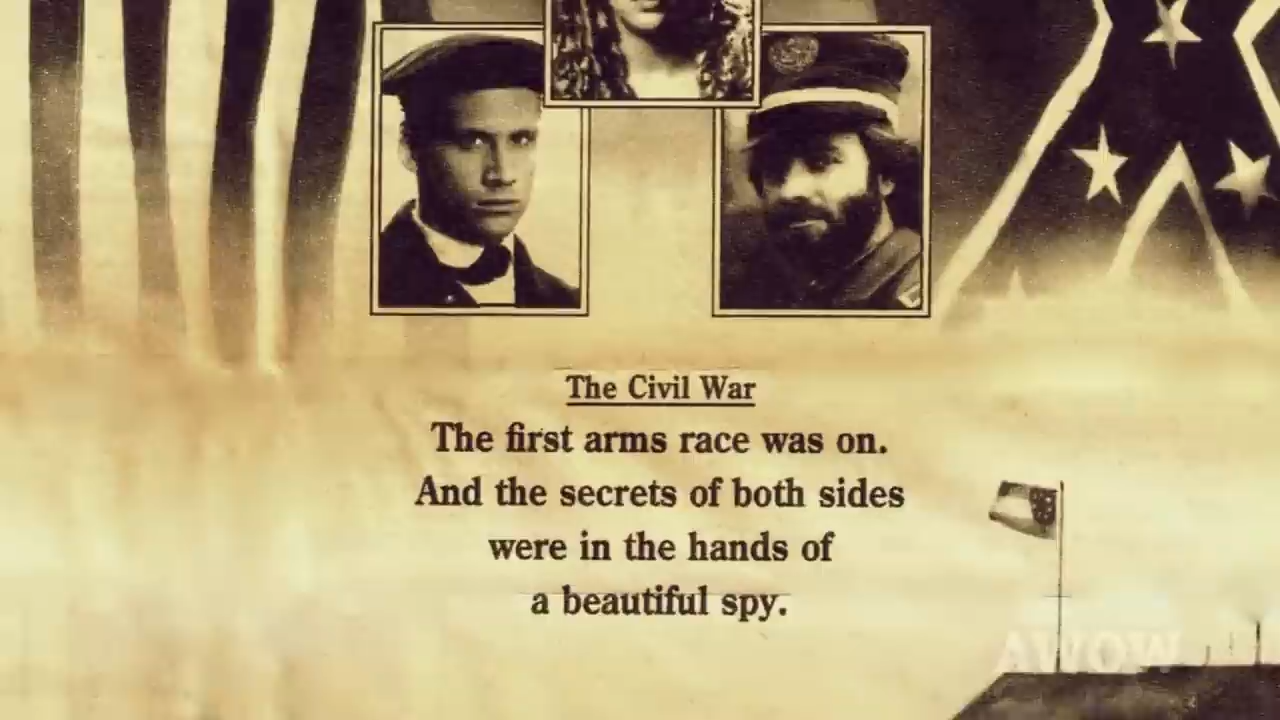 The Civil War
The first arms race was on.
And the secrets of both sides
were in the hands of
a beautiful spy.
AWOW